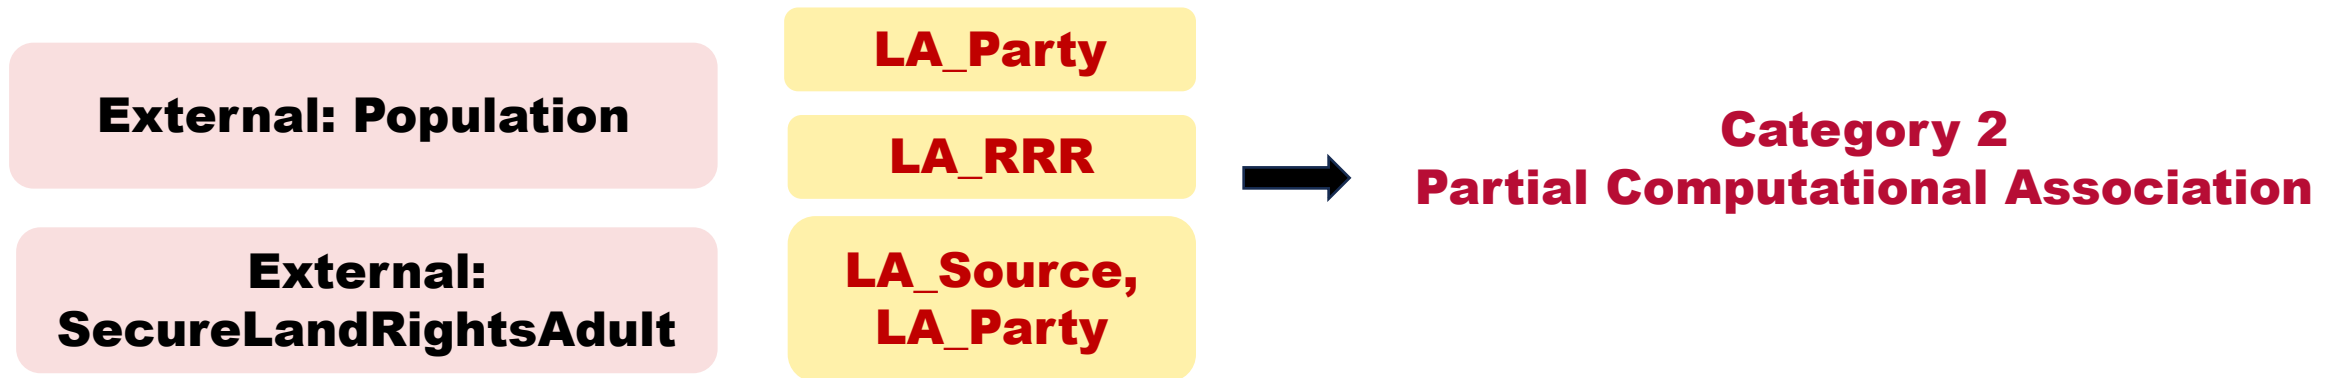 External: Population
External:
SecureLandRightsAdult
LA_Party
LA_RRR
LA_Source,
LA_Party
Category 2
Partial Computational Association